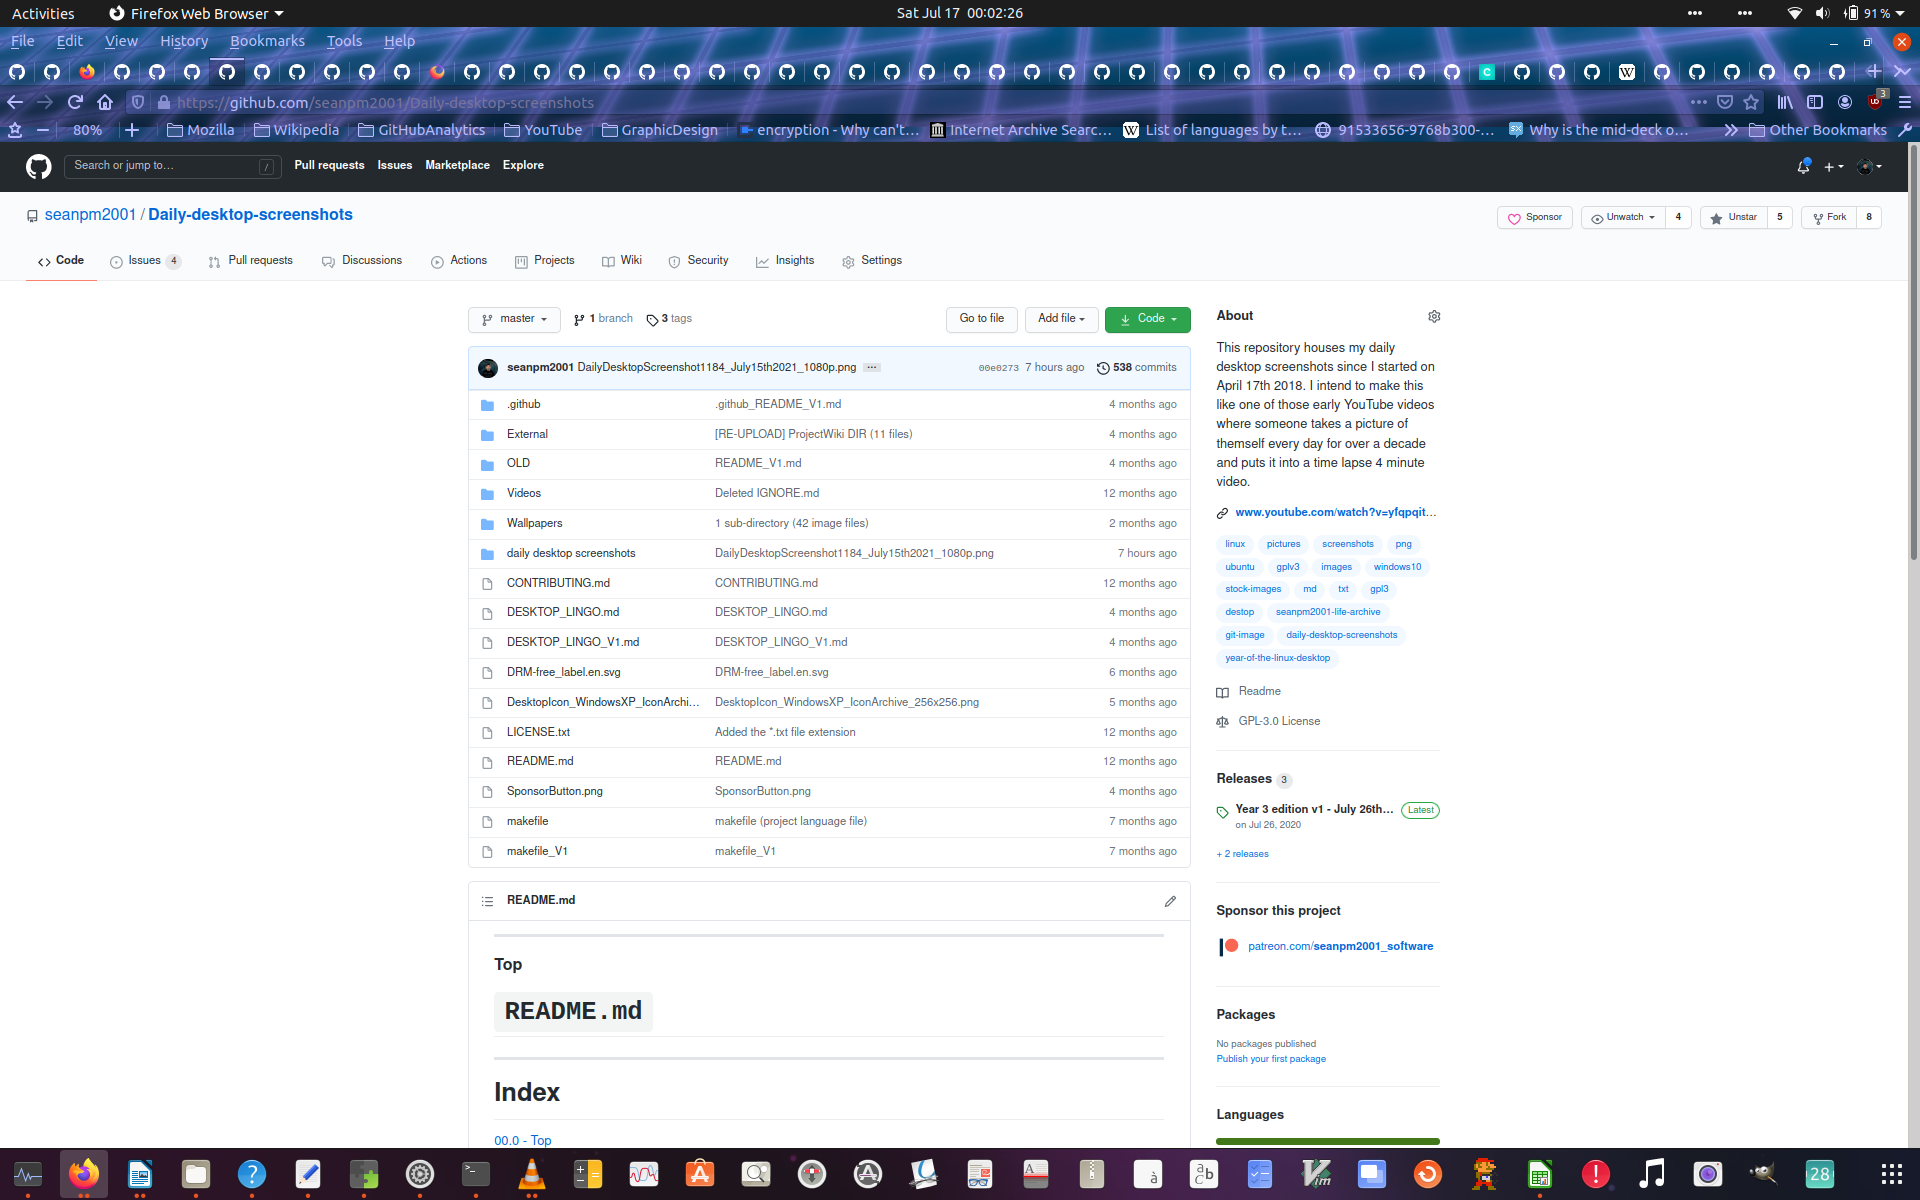 Activities
Firefox Web Browser
Sat Jul 17 00:02:26
91 %
File Edit View History Bookmarks Tools Help
https://github.com/seanpm2001/Daily-desktop-screenshots
3
80%
Mozilla
Wikipedia
GitHubAnalytics
YouTube
GraphicDesign
encryption - Why can't…
Internet Archive Searc…
List of languages by t…
91533656-9768b300-…
Why is the mid-deck o…
Other Bookmarks
Search or jump to…
/
Pull requests Issues Marketplace Explore
seanpm2001 / Daily-desktop-screenshots
Sponsor
Unwatch 4
Unstar 5
Fork 8
Code
Issues 4
Pull requests
Discussions
Actions
Projects
Wiki
Security
Insights
Settings
master
1 branch
3 tags
Go to file
Add file
Code
seanpm2001 DailyDesktopScreenshot1184_July15th2021_1080p.png ···
00e0273 7 hours ago
538 commits
.github .github_README_V1.md 4 months ago
External [RE-UPLOAD] ProjectWiki DIR (11 files) 4 months ago
OLD README_V1.md 4 months ago
Videos Deleted IGNORE.md 12 months ago
Wallpapers 1 sub-directory (42 image files) 2 months ago
daily desktop screenshots DailyDesktopScreenshot1184_July15th2021_1080p.png 7 hours ago
CONTRIBUTING.md CONTRIBUTING.md 12 months ago
DESKTOP_LINGO.md DESKTOP_LINGO.md 4 months ago
DESKTOP_LINGO_V1.md DESKTOP_LINGO_V1.md 4 months ago
DRM-free_label.en.svg DRM-free_label.en.svg 6 months ago
DesktopIcon_WindowsXP_IconArchi… DesktopIcon_WindowsXP_IconArchive_256x256.png 5 months ago
LICENSE.txt Added the *.txt file extension 12 months ago
README.md README.md 12 months ago
SponsorButton.png SponsorButton.png 4 months ago
makefile makefile (project language file) 7 months ago
makefile_V1 makefile_V1 7 months ago
README.md
Top
README.md
Index
00.0 - Top
About
This repository houses my daily
desktop screenshots since I started on
April 17th 2018. I intend to make this
like one of those early YouTube videos
where someone takes a picture of
themself every day for over a decade
and puts it into a time lapse 4 minute
video.
www.youtube.com/watch?v=yfqpqit…
linux pictures screenshots png
ubuntu gplv3 images windows10
stock-images md txt gpl3
destop seanpm2001-life-archive
git-image daily-desktop-screenshots
year-of-the-linux-desktop
Readme
GPL-3.0 License
Releases 3
Year 3 edition v1 - July 26th… Latest
on Jul 26, 2020
+ 2 releases
Sponsor this project
patreon.com/seanpm2001_software
Packages
No packages published
Publish your first package
Languages
28